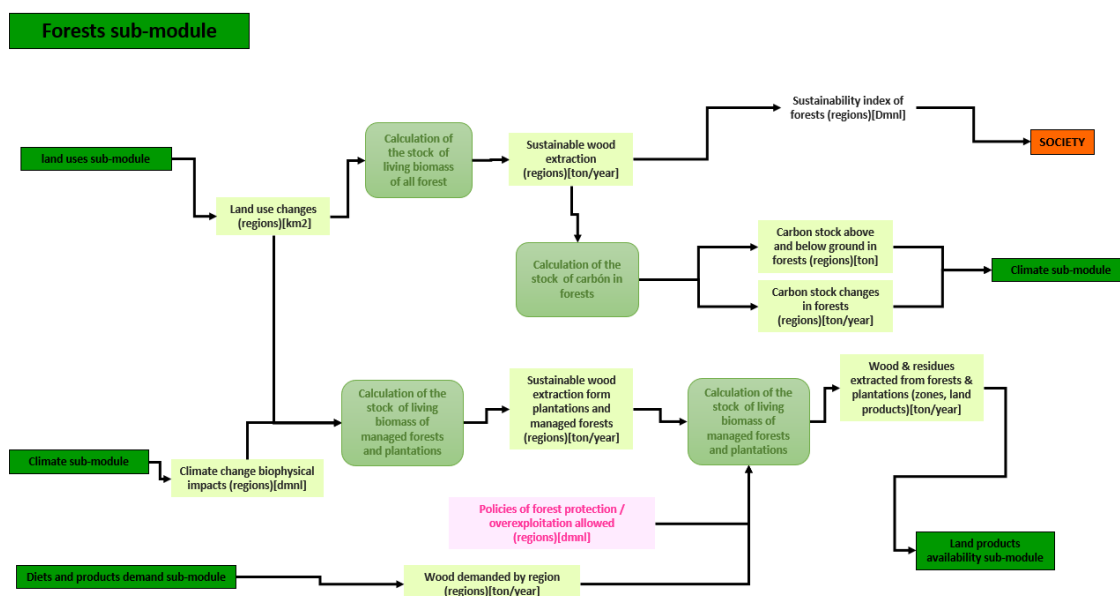 Forests sub-module
Sustainability index of
forests (regions)[Dmnl]
SOCIETY
Calculation of
the stock of
living biomass
of all forest
Sustainable wood
extraction
(regions)[ton/year]
land uses sub-module
Land use changes
(regions)[km2]
Calculation of the
stock of carbón in
forests
Carbon stock above
and below ground in
forests (regions)[ton]
Climate sub-module
Carbon stock changes
in forests
(regions)[ton/year]
Calculation of the
stock of living
biomass of
managed forests
and plantations
Sustainable wood
extraction form
plantations and
managed forests
(regions)[ton/year]
Calculation of the
stock of living
biomass of
managed forests
and plantations
Wood & residues
extracted from forests &
plantations (zones, land
products)[ton/year]
Climate sub-module
Climate change biophysical
impacts (regions)[dmnl]
Policies of forest protection /
overexploitation allowed
(regions)[dmnl]
Land products
availability sub-module
Diets and products demand sub-module
Wood demanded by region
(regions)[ton/year]